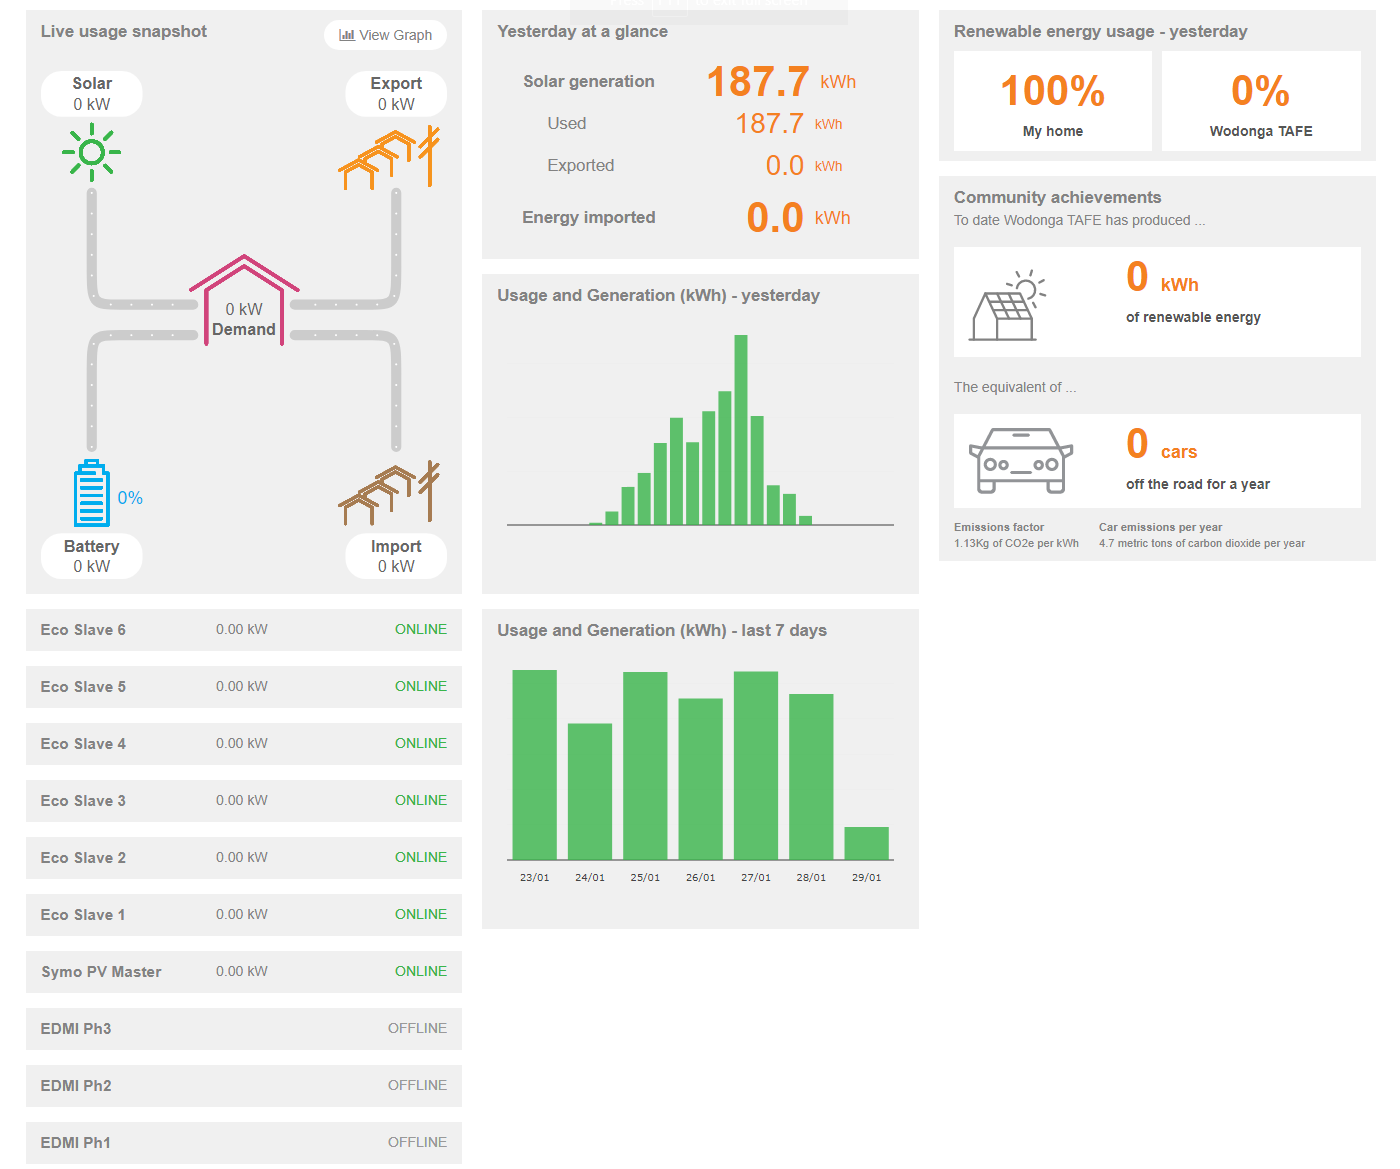 Live usage snapshot
View Graph
Solar
0 kW
Export
0 kW
0 kW
Demand
0%
Battery
0 kW
Import
0 kW
Eco Slave 6 0.00 kW ONLINE
Eco Slave 5 0.00 kW ONLINE
Eco Slave 4 0.00 kW ONLINE
Eco Slave 3 0.00 kW ONLINE
Eco Slave 2 0.00 kW ONLINE
Eco Slave 1 0.00 kW ONLINE
Symo PV Master 0.00 kW ONLINE
EDMI Ph3 OFFLINE
EDMI Ph2 OFFLINE
EDMI Ph1 OFFLINE
Yesterday at a glance
Solar generation 187.7 kWh
Used 187.7 kWh
Exported 0.0 kWh
Energy imported 0.0 kWh
Usage and Generation (kWh) - yesterday
Usage and Generation (kWh) - last 7 days
23/01 24/01 25/01 26/01 27/01 28/01 29/01
Renewable energy usage - yesterday
100%
My home
0%
Wodonga TAFE
Community achievements
To date Wodonga TAFE has produced ...
0 kWh
of renewable energy
The equivalent of ...
0 cars
off the road for a year
Emissions factor
1.13Kg of CO2e per kWh
Car emissions per year
4.7 metric tons of carbon dioxide per year